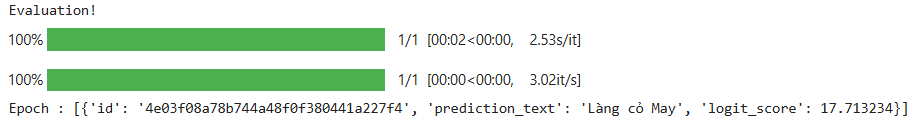 Evaluation!
100% 1/1 [00:02<00:00, 2.53s/it]
100% 1/1 [00:00<00:00, 3.02it/s]
Epoch : [{'id': '4e03f08a78b744a48f0f380441a227f4', 'prediction_text': 'Làng cỏ May', 'logit_score': 17.713234}]